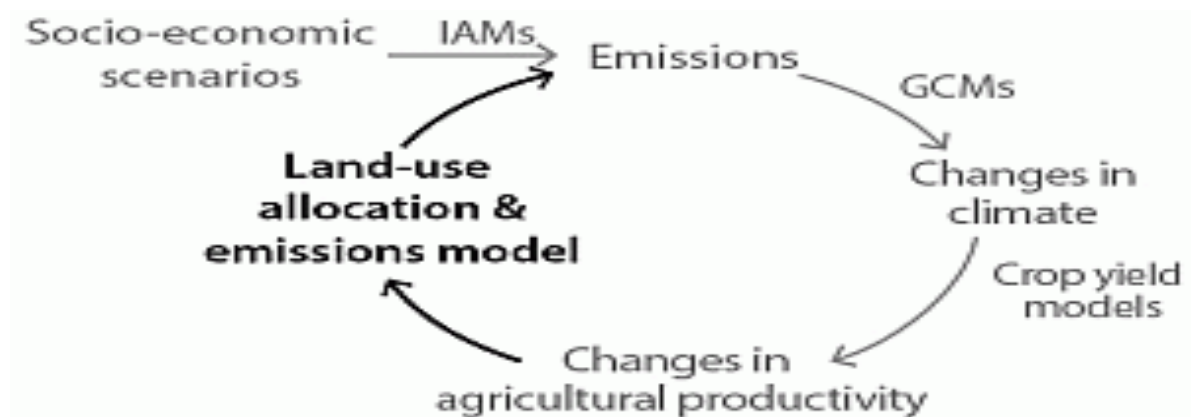 Socio-economic
scenarios
IAMs
Emissions
GCMs
Changes in
climate
Crop yield
models
Changes in
agricultural productivity
Land-use
allocation &
emissions model